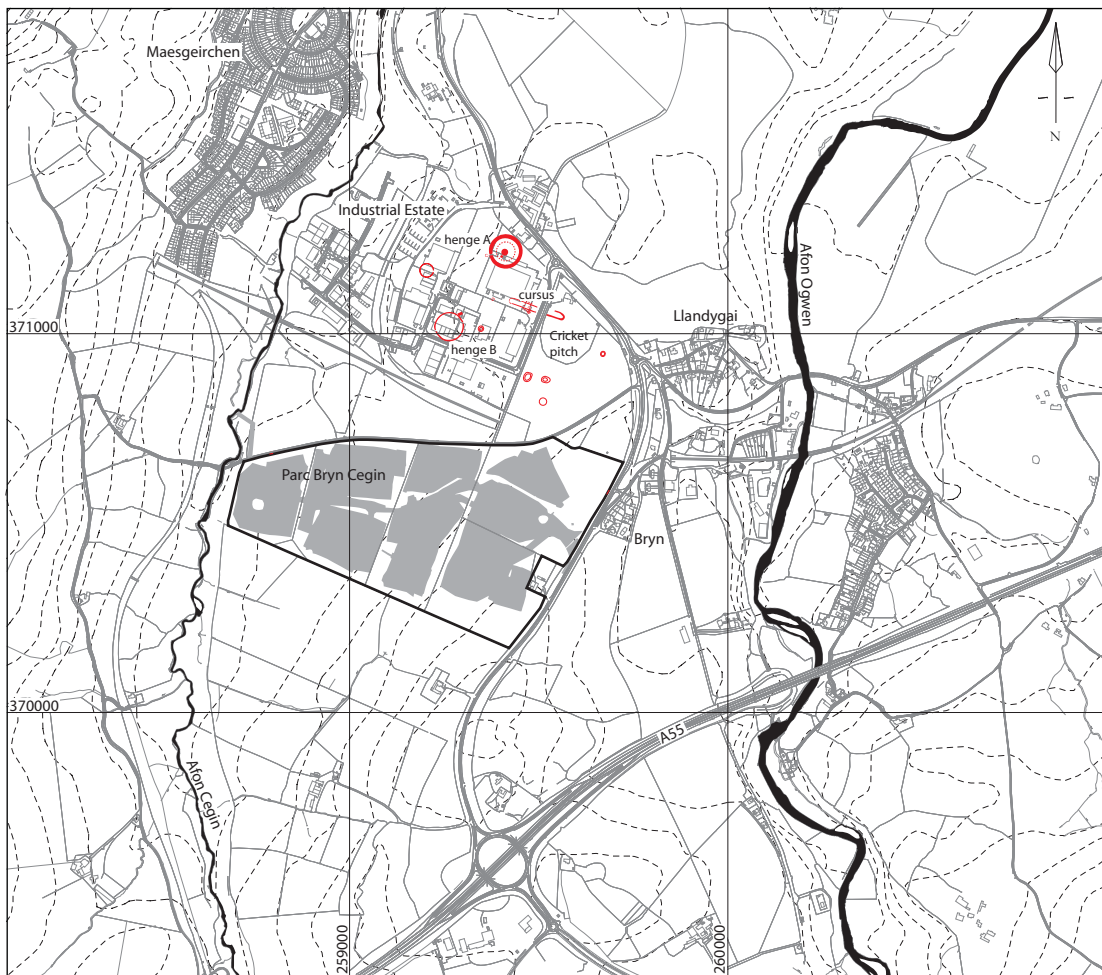 Maesgeirchen
N
Industrial Estate
henge A
cursus
Afon Ogwen
371000
Llandygai
Cricket
pitch
henge B
Parc Bryn Cegin
Bryn
370000
A55
Afon Cegin
259000
260000